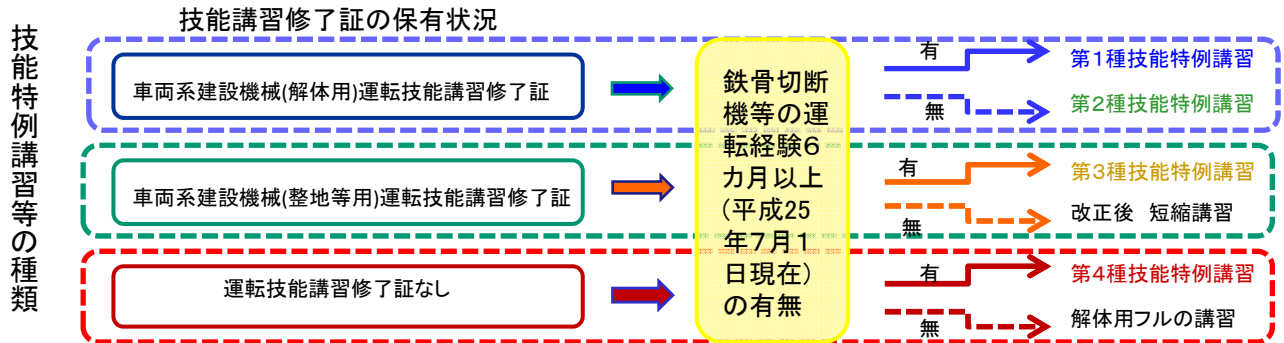 技能特例講習等の種類
技能講習修了証の保有状況
車両系建設機械(解体用)運転技能講習修了証
車両系建設機械(整地等用)運転技能講習修了証
運転技能講習修了証なし
鉄骨切断
機等の運
転経験6
カ月以上
(平成25
年7月1
日現在)
の有無
有
第1種技能特例講習
無
第2種技能特例講習
有
第3種技能特例講習
無
改正後 短縮講習
有
第4種技能特例講習
無
解体用フルの講習